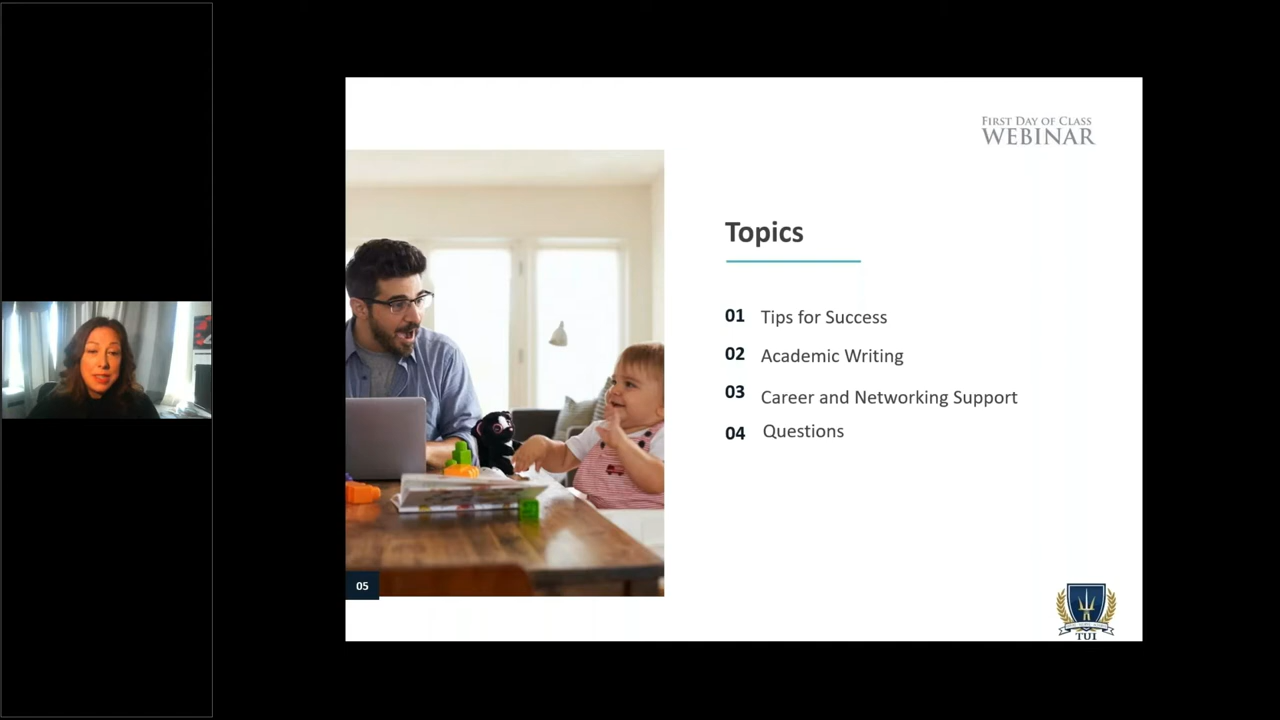 FIRST DAY OF CLASS
WEBINAR
Topics
01 Tips for Success
02 Academic Writing
03 Career and Networking Support
04 Questions
05
TUI